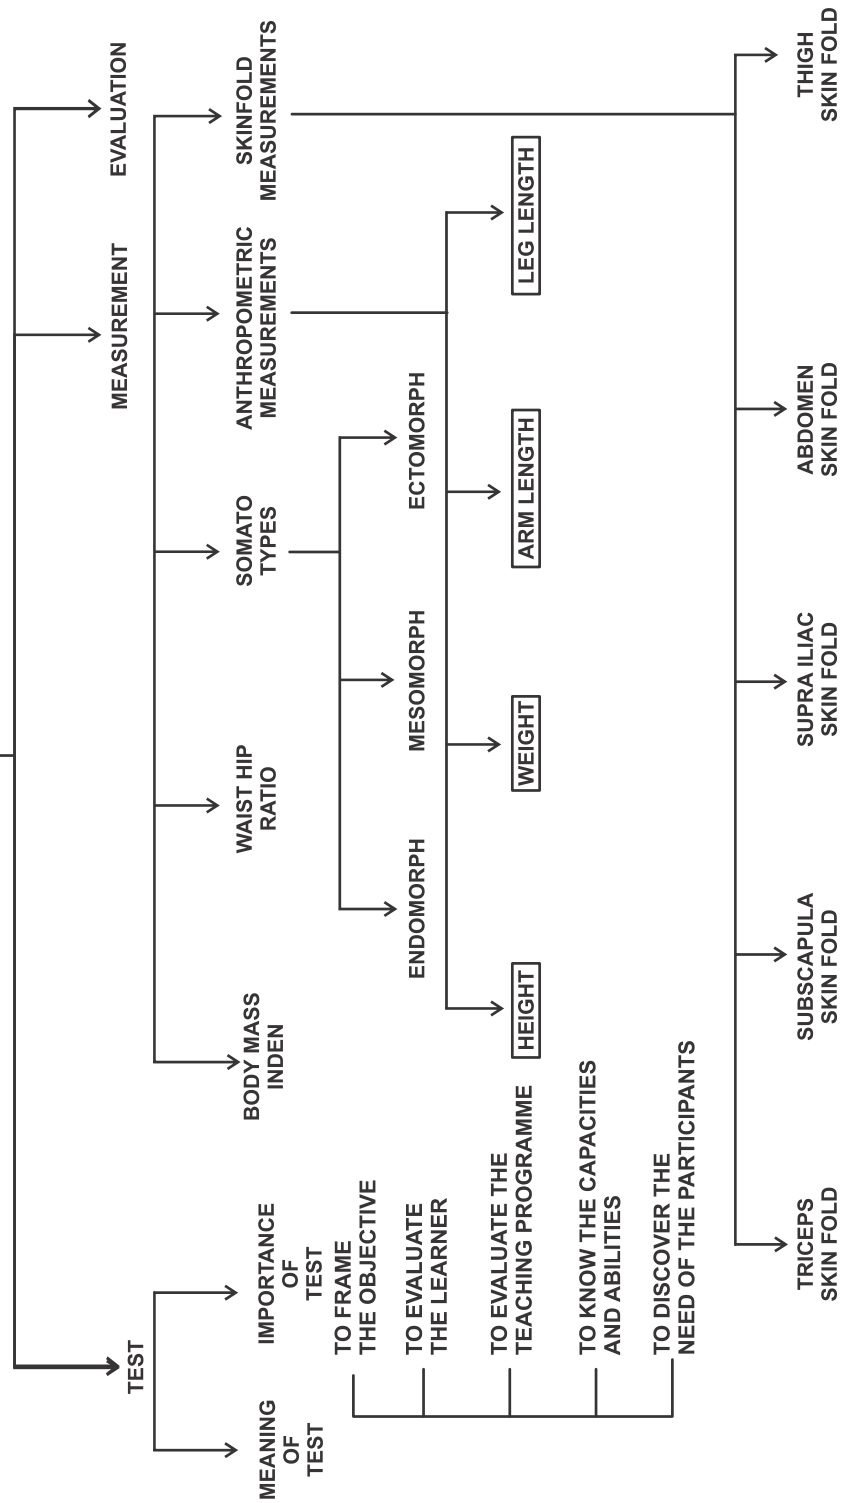 TEST
MEASUREMENT
EVALUATION
MEANING
OF
TEST
IMPORTANCE
OF
TEST
BODY MASS
INDEN
WAIST HIP
RATIO
SOMATO
TYPES
ANTHROPOMETRIC
MEASUREMENTS
SKINFOLD
MEASUREMENTS
TO FRAME
THE OBJECTIVE
TO EVALUATE
THE LEARNER
TO EVALUATE THE
TEACHING PROGRAMME
TO KNOW THE CAPACITIES
AND ABILITIES
TO DISCOVER THE
NEED OF THE PARTICIPANTS
ENDOMORPH
MESOMORPH
ECTOMORPH
HEIGHT
WEIGHT
ARM LENGTH
LEG LENGTH
TRICEPS
SKIN FOLD
SUBSCAPULA
SKIN FOLD
SUPRA ILIAC
SKIN FOLD
ABDOMEN
SKIN FOLD
THIGH
SKIN FOLD